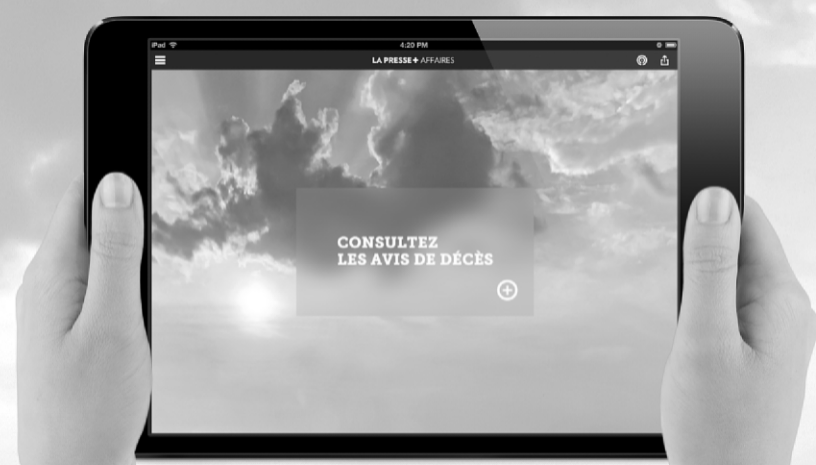 iPad 4:20 PM
LA PRESSE+ AFFAIRES
CONSULTEZ
LES AVIS DE DÉCÈS